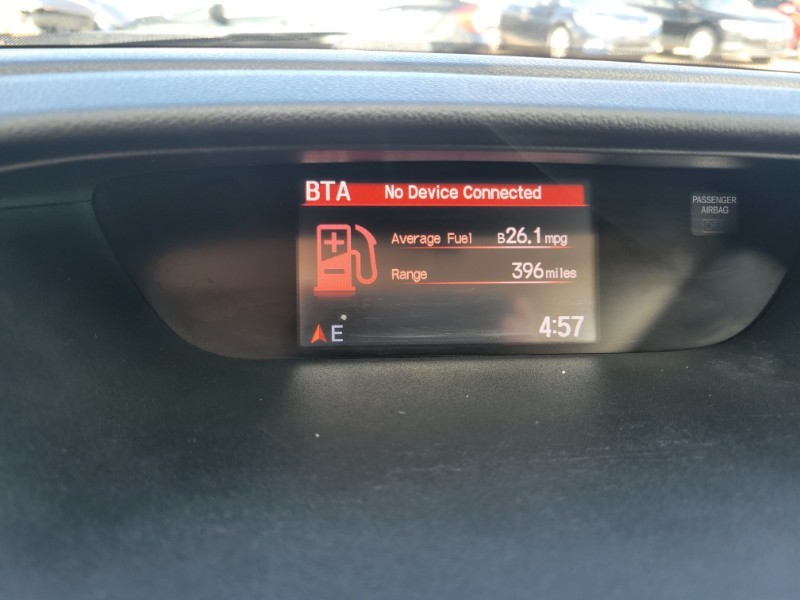 BTA No Device Connected
Average Fuel B26.1 mpg
Range 396 miles
E 4:57
PASSENGER
AIRBAG